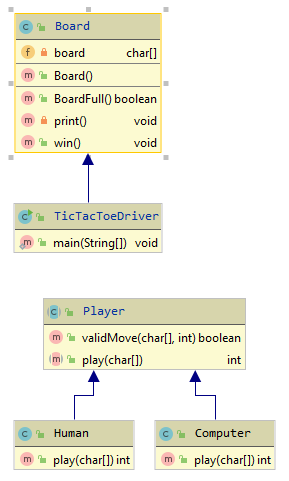 Board
board char[]
Board()
BoardFull() boolean
print() void
win() void
TicTacToeDriver
main(String[]) void
Player
validMove(char[], int) boolean
play(char[]) int
Human
play(char[]) int
Computer
play(char[]) int